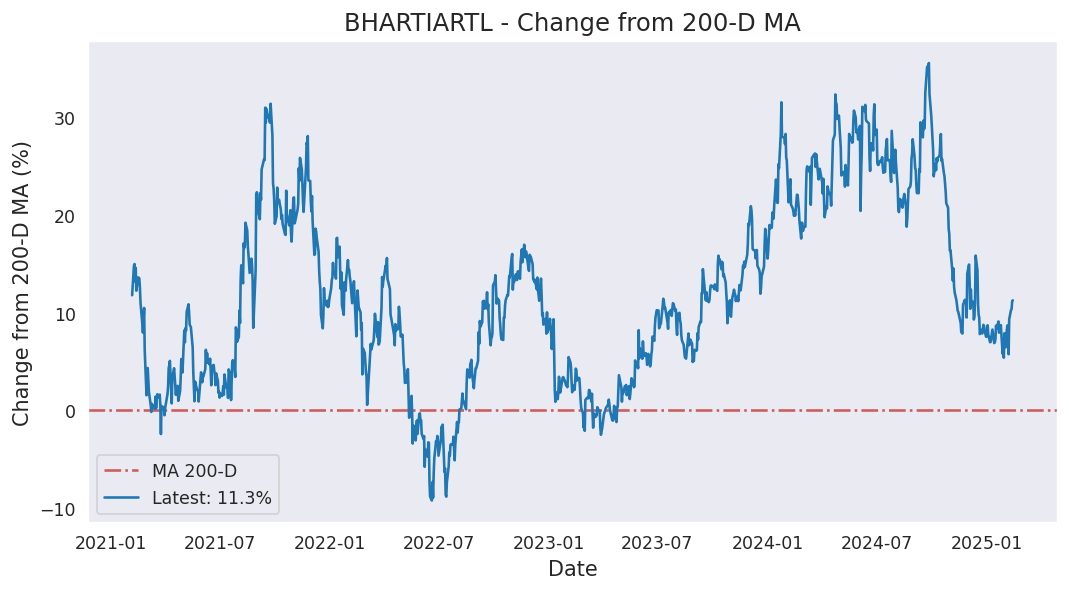 BHARTIARTL - Change from 200-D MA
Change from 200-D MA (%)
30
20
10
0
−10
MA 200-D
Latest: 11.3%
2021-01 2021-07 2022-01 2022-07 2023-01 2023-07 2024-01 2024-07 2025-01
Date